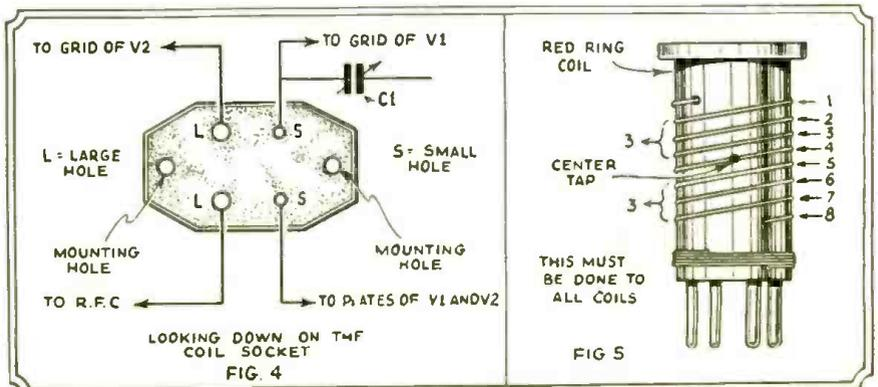 TO GRID OF V2
TO GRID OF V1
C1
L
S
L = LARGE
HOLE
S = SMALL
HOLE
L
S
MOUNTING
HOLE
MOUNTING
HOLE
TO R.F.C
TO PLATES OF V1 AND V2
LOOKING DOWN ON THE
COIL SOCKET
FIG. 4
RED RING
COIL
1
2
3
3
4
CENTER
TAP
5
6
3
7
8
THIS MUST
BE DONE TO
ALL COILS
FIG 5